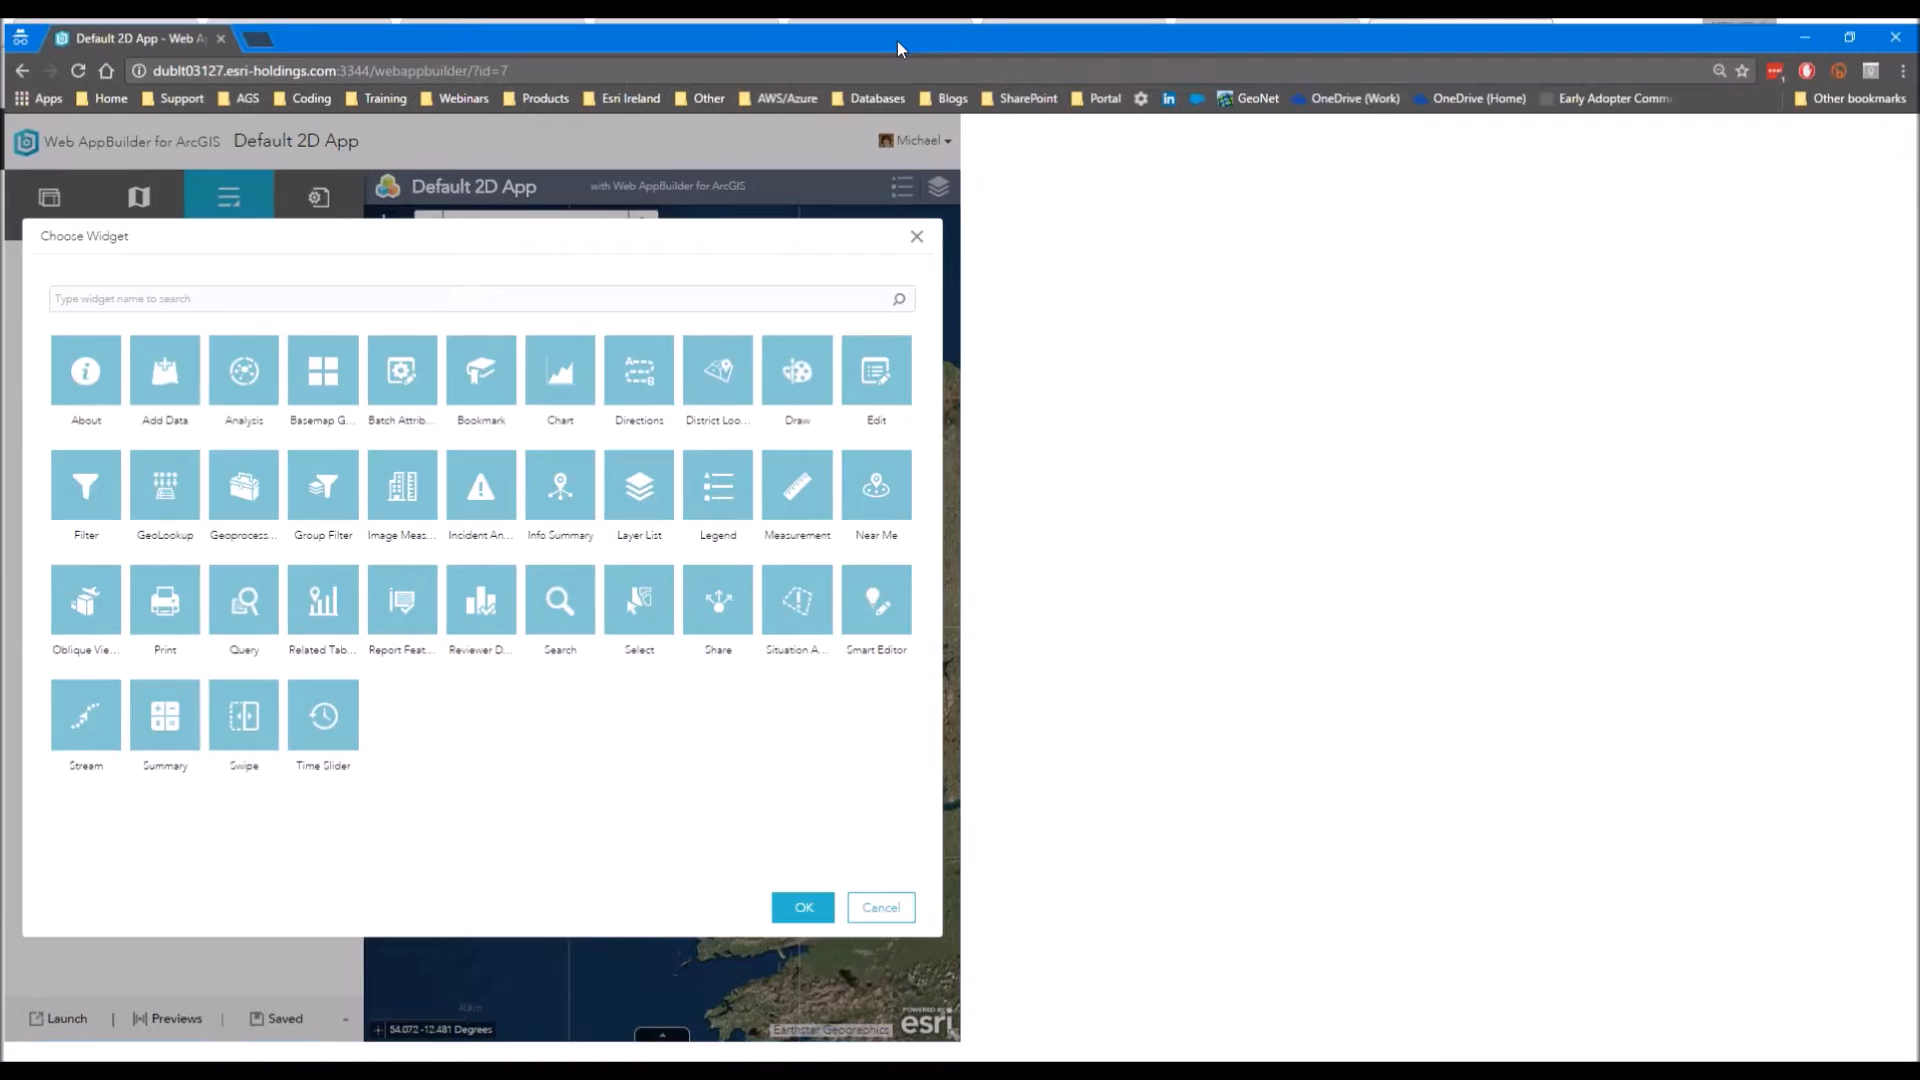 Default 2D App - Web A
dublt03127.esri-holdings.com:3344/webappbuilder/?id=7
Apps Home Support AGS Coding Training Webinars Products Esri Ireland Other AWS/Azure Databases Blogs SharePoint Portal GeoNet OneDrive (Work) OneDrive (Home) Early Adopter Comm Other bookmarks
Web AppBuilder for ArcGIS Default 2D App Michael
Default 2D App with Web AppBuilder for ArcGIS
Choose Widget
Type widget name to search
About Add Data Analysis Basemap G... Batch Attrib... Bookmark Chart Directions District Loo... Draw Edit
Filter GeoLookup Geoprocess... Group Filter Image Meas... Incident An... Info Summary Layer List Legend Measurement Near Me
Oblique Vie... Print Query Related Tab... Report Feat... Reviewer D... Search Select Share Situation A... Smart Editor
Stream Summary Swipe Time Slider
OK Cancel
40km
Launch | Previews | Saved
54.072 -12.481 Degrees
Earthstar Geographics
POWERED BY
esri